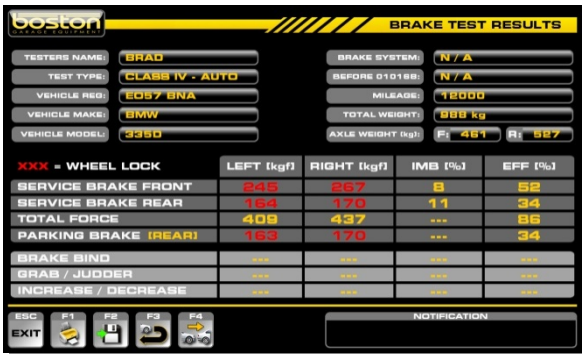 boston
GARAGE EQUIPMENT
BRAKE TEST RESULTS
TESTERS NAME: BRAD
BRAKE SYSTEM: N / A
TEST TYPE: CLASS IV - AUTO
BEFORE 010168: N / A
VEHICLE REG: EO57 BNA
MILEAGE: 12000
VEHICLE MAKE: BMW
TOTAL WEIGHT: 988 kg
VEHICLE MODEL: 335D
AXLE WEIGHT (kg): F: 461 R: 527
XXX = WHEEL LOCK LEFT [kgf] RIGHT [kgf] IMB [%] EFF [%]
SERVICE BRAKE FRONT 245 267 8 52
SERVICE BRAKE REAR 164 170 11 34
TOTAL FORCE 409 437 --- 86
PARKING BRAKE [REAR] 163 170 --- 34
BRAKE BIND --- --- --- ---
GRAB / JUDDER --- --- --- ---
INCREASE / DECREASE --- --- --- ---
ESC F1 F2 F3 F4 NOTIFICATION
EXIT